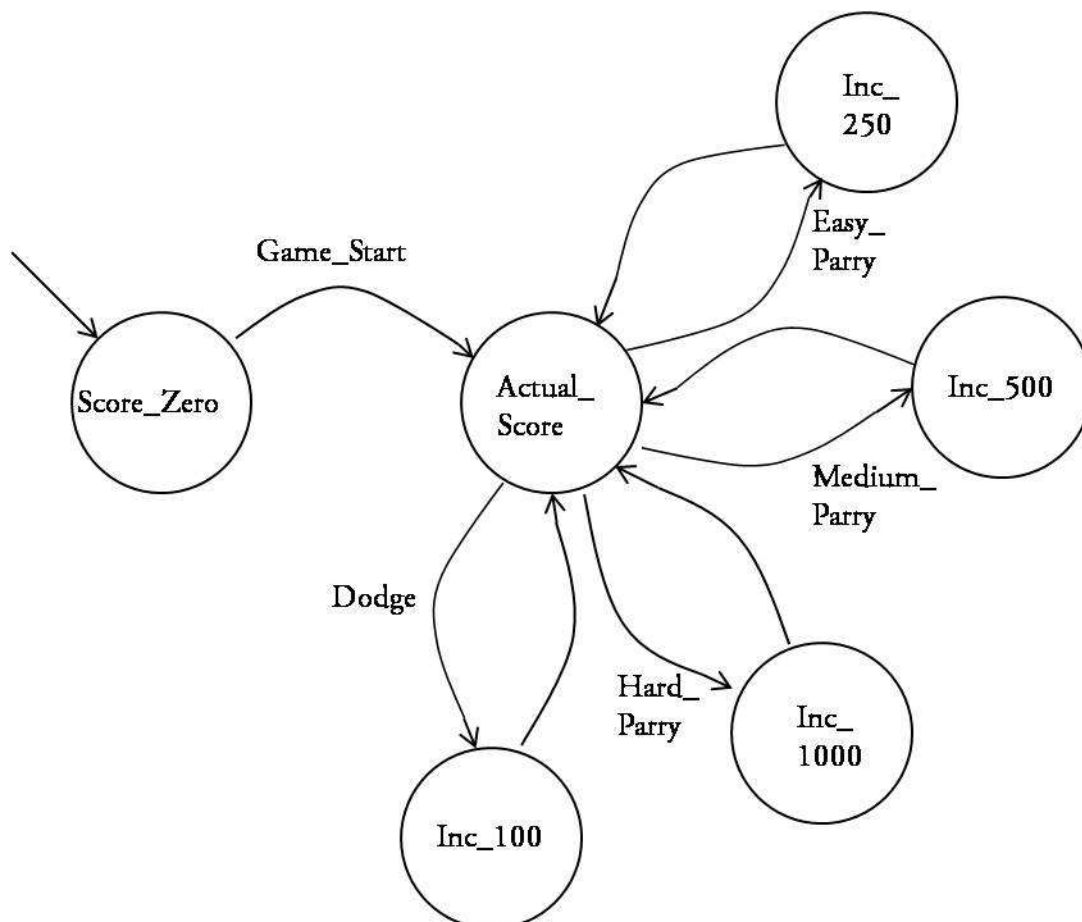 Inc_
250
Easy_
Parry
Game_Start
Score_Zero
Actual_
Score
Inc_500
Medium_
Parry
Dodge
Hard_
Parry
Inc_
1000
Inc_100